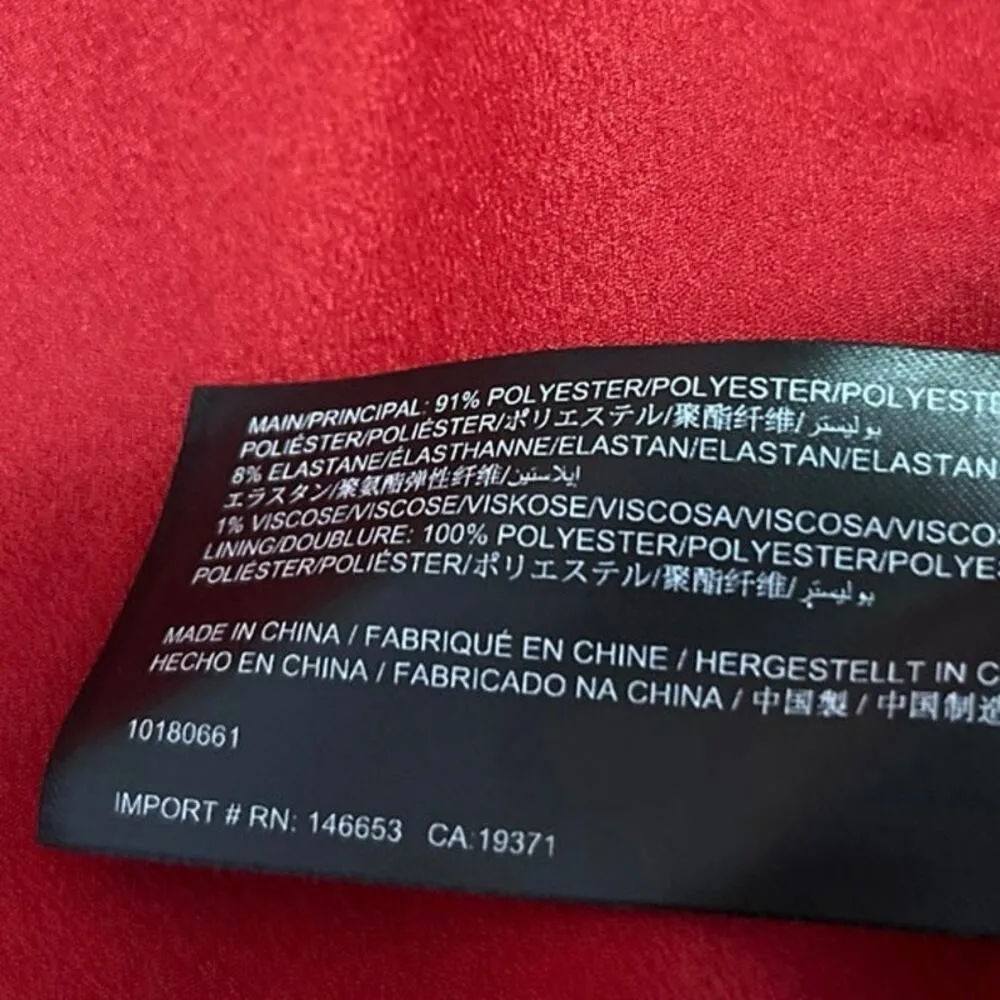 MAIN/PRINCIPAL: 91% POLYESTER/POLYESTER/POLYESTE
POLIÉSTER/POLIÉSTER/ポリエステル/聚酯纤维/بوليستر
8% ELASTANE/ÉLASTHANNE/ELASTAN/ELASTAN/ELASTAN
エラスタン/聚氨酯弹性纤维/ايلاستين
1% VISCOSE/VISCOSE/VISKOSE/VISCOSA/VISCOSA/VISCO
LINING/DOUBLURE: 100% POLYESTER/POLYESTER/POLYE
POLIÉSTER/POLIÉSTER/ポリエステル/聚酯纤维/بوليستر
MADE IN CHINA / FABRIQUÉ EN CHINE / HERGESTELLT IN C
HECHO EN CHINA / FABRICADO NA CHINA / 中国製 / 中国制造
10180661
IMPORT # RN: 146653 CA:19371